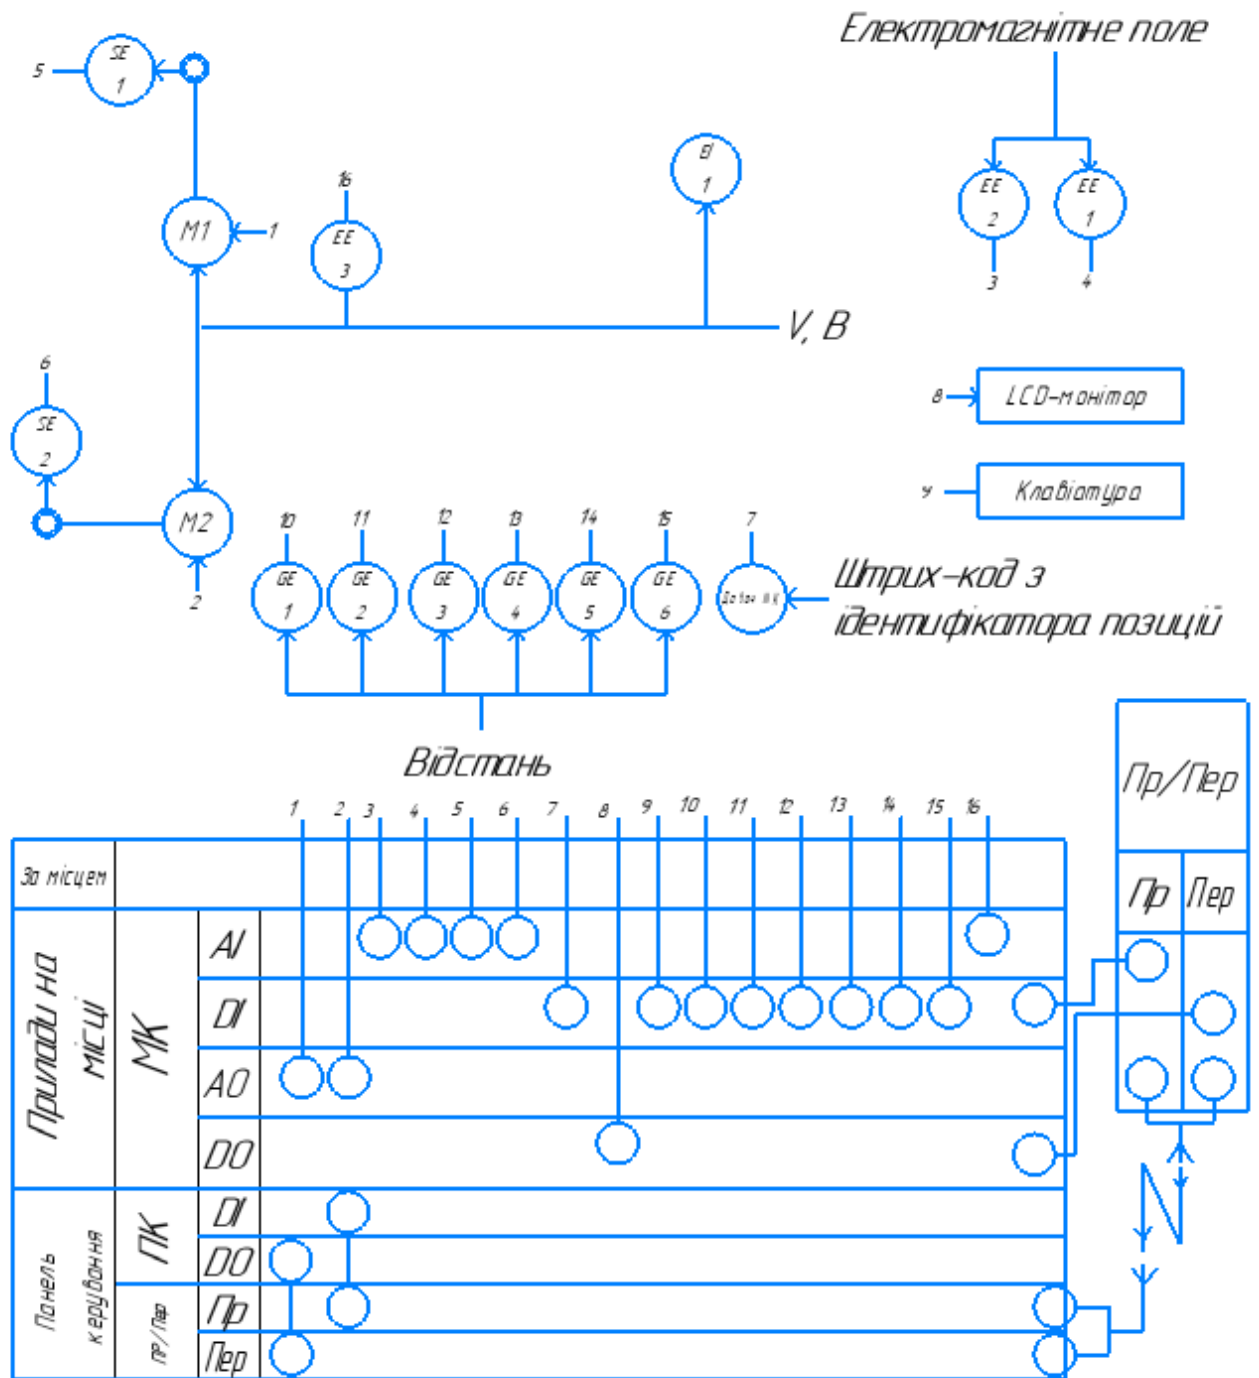 Електромагнітне поле
5
SE
1
EI
1
16
EE
2
EE
1
M1
1
EE
3
3
4
V, B
6
SE
2
8
LCD-монітор
Клавіатура
M2
2
10
11
12
13
14
15
7
GE
1
GE
2
GE
3
GE
4
GE
5
GE
6
Штрих-код з
ідентифікатора позицій
Відстань
Пр/Пер
Пр
Пер
1
2
3
4
5
6
7
8
9
10
11
12
13
14
15
16
За місцем
Прилади на
місці
МК
AI
DI
AO
DO
Панель
керування
ПК
DI
DO
ПР/Пер
Пр
Пер